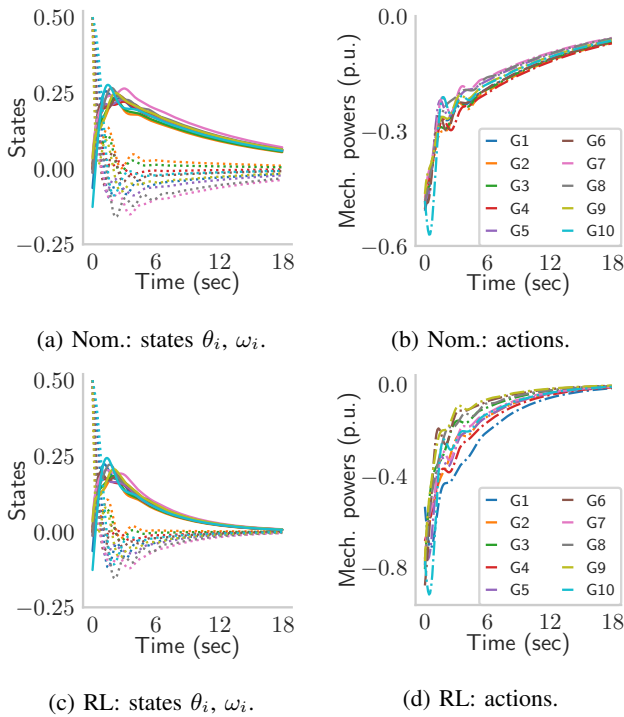 0.50
0.25
0.00
−0.25
States
0 6 12 18
Time (sec)
0.0
−0.3
−0.6
Mech. powers (p.u.)
G1 G6
G2 G7
G3 G8
G4 G9
G5 G10
0 6 12 18
Time (sec)
(a) Nom.: states θi, ωi.
(b) Nom.: actions.
0.50
0.25
0.00
−0.25
States
0 6 12 18
Time (sec)
0.0
−0.4
−0.8
Mech. powers (p.u.)
G1 G6
G2 G7
G3 G8
G4 G9
G5 G10
0 6 12 18
Time (sec)
(c) RL: states θi, ωi.
(d) RL: actions.